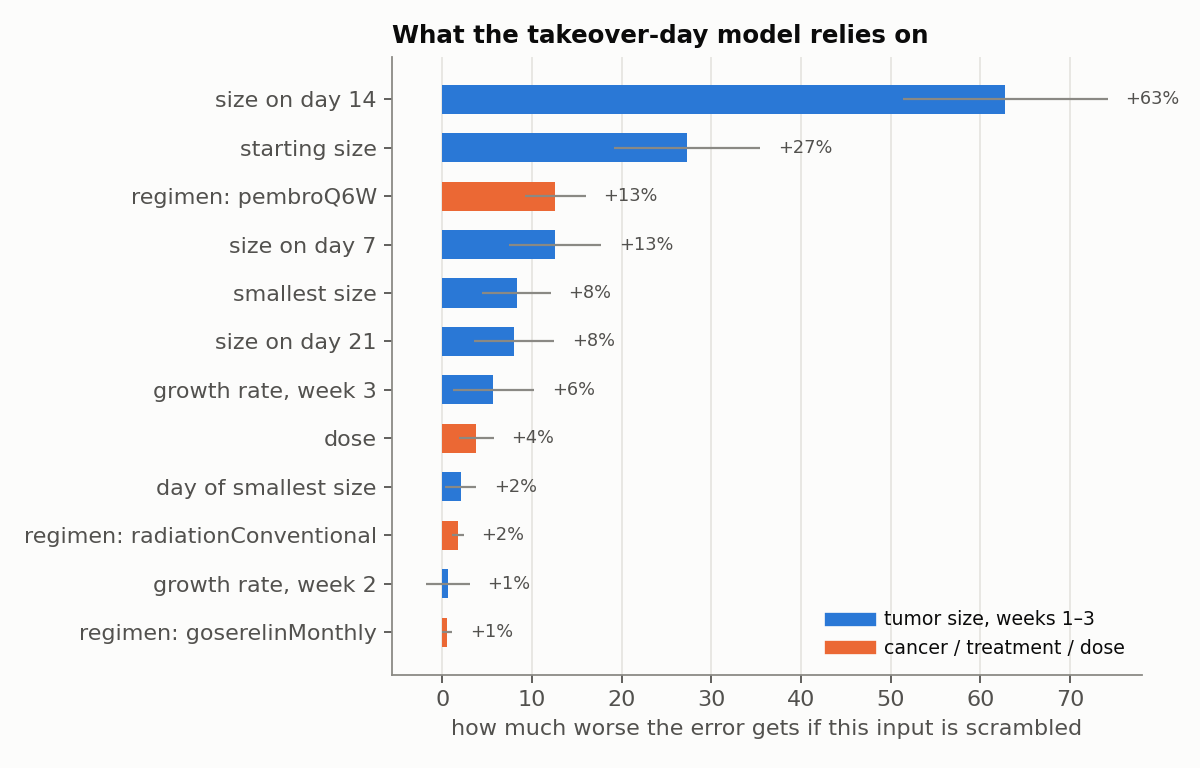 What the takeover-day model relies on
size on day 14 +63%
starting size +27%
regimen: pembroQ6W +13%
size on day 7 +13%
smallest size +8%
size on day 21 +8%
growth rate, week 3 +6%
dose +4%
day of smallest size +2%
regimen: radiationConventional +2%
growth rate, week 2 +1%
regimen: goserelinMonthly +1%
tumor size, weeks 1–3
cancer / treatment / dose
0 10 20 30 40 50 60 70
how much worse the error gets if this input is scrambled